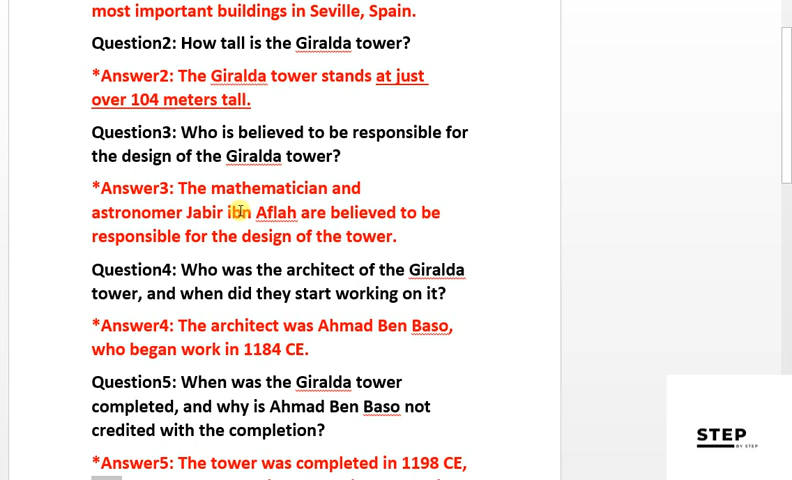 most important buildings in Seville, Spain.
Question2: How tall is the Giralda tower?
*Answer2: The Giralda tower stands at just
over 104 meters tall.
Question3: Who is believed to be responsible for
the design of the Giralda tower?
*Answer3: The mathematician and
astronomer Jabir ibn Aflah are believed to be
responsible for the design of the tower.
Question4: Who was the architect of the Giralda
tower, and when did they start working on it?
*Answer4: The architect was Ahmad Ben Baso,
who began work in 1184 CE.
Question5: When was the Giralda tower
completed, and why is Ahmad Ben Baso not
credited with the completion?
*Answer5: The tower was completed in 1198 CE,
STEP
BY STEP